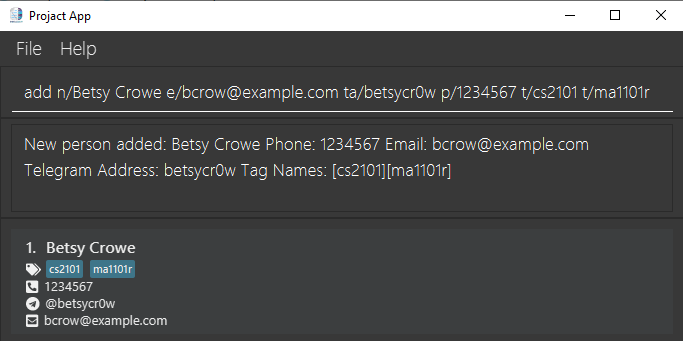 Projact App
File Help
add n/Betsy Crowe e/bcrow@example.com ta/betsycr0w p/1234567 t/cs2101 t/ma1101r
New person added: Betsy Crowe Phone: 1234567 Email: bcrow@example.com
Telegram Address: betsycr0w Tag Names: [cs2101][ma1101r]
1. Betsy Crowe
cs2101 ma1101r
1234567
@betsycr0w
bcrow@example.com